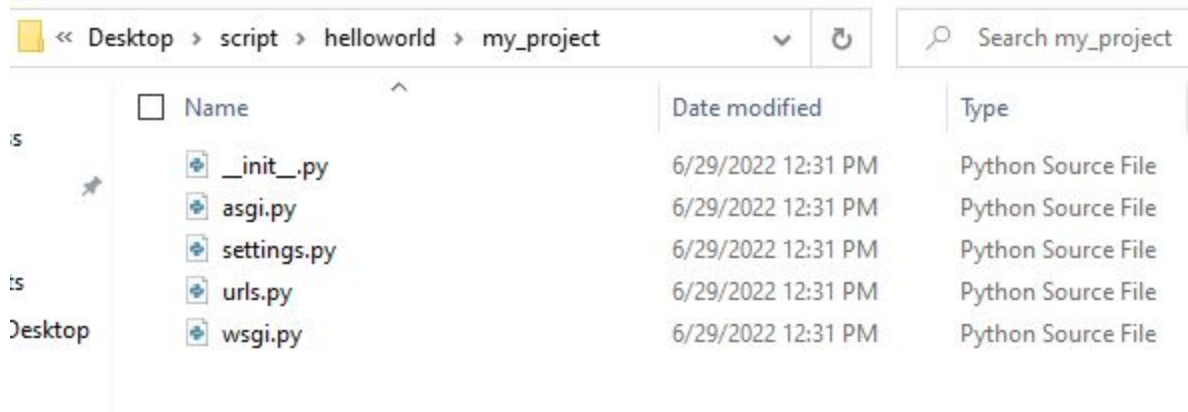 « Desktop › script › helloworld › my_project Search my_project
Name Date modified Type
__init__.py 6/29/2022 12:31 PM Python Source File
asgi.py 6/29/2022 12:31 PM Python Source File
settings.py 6/29/2022 12:31 PM Python Source File
urls.py 6/29/2022 12:31 PM Python Source File
Desktop wsgi.py 6/29/2022 12:31 PM Python Source File